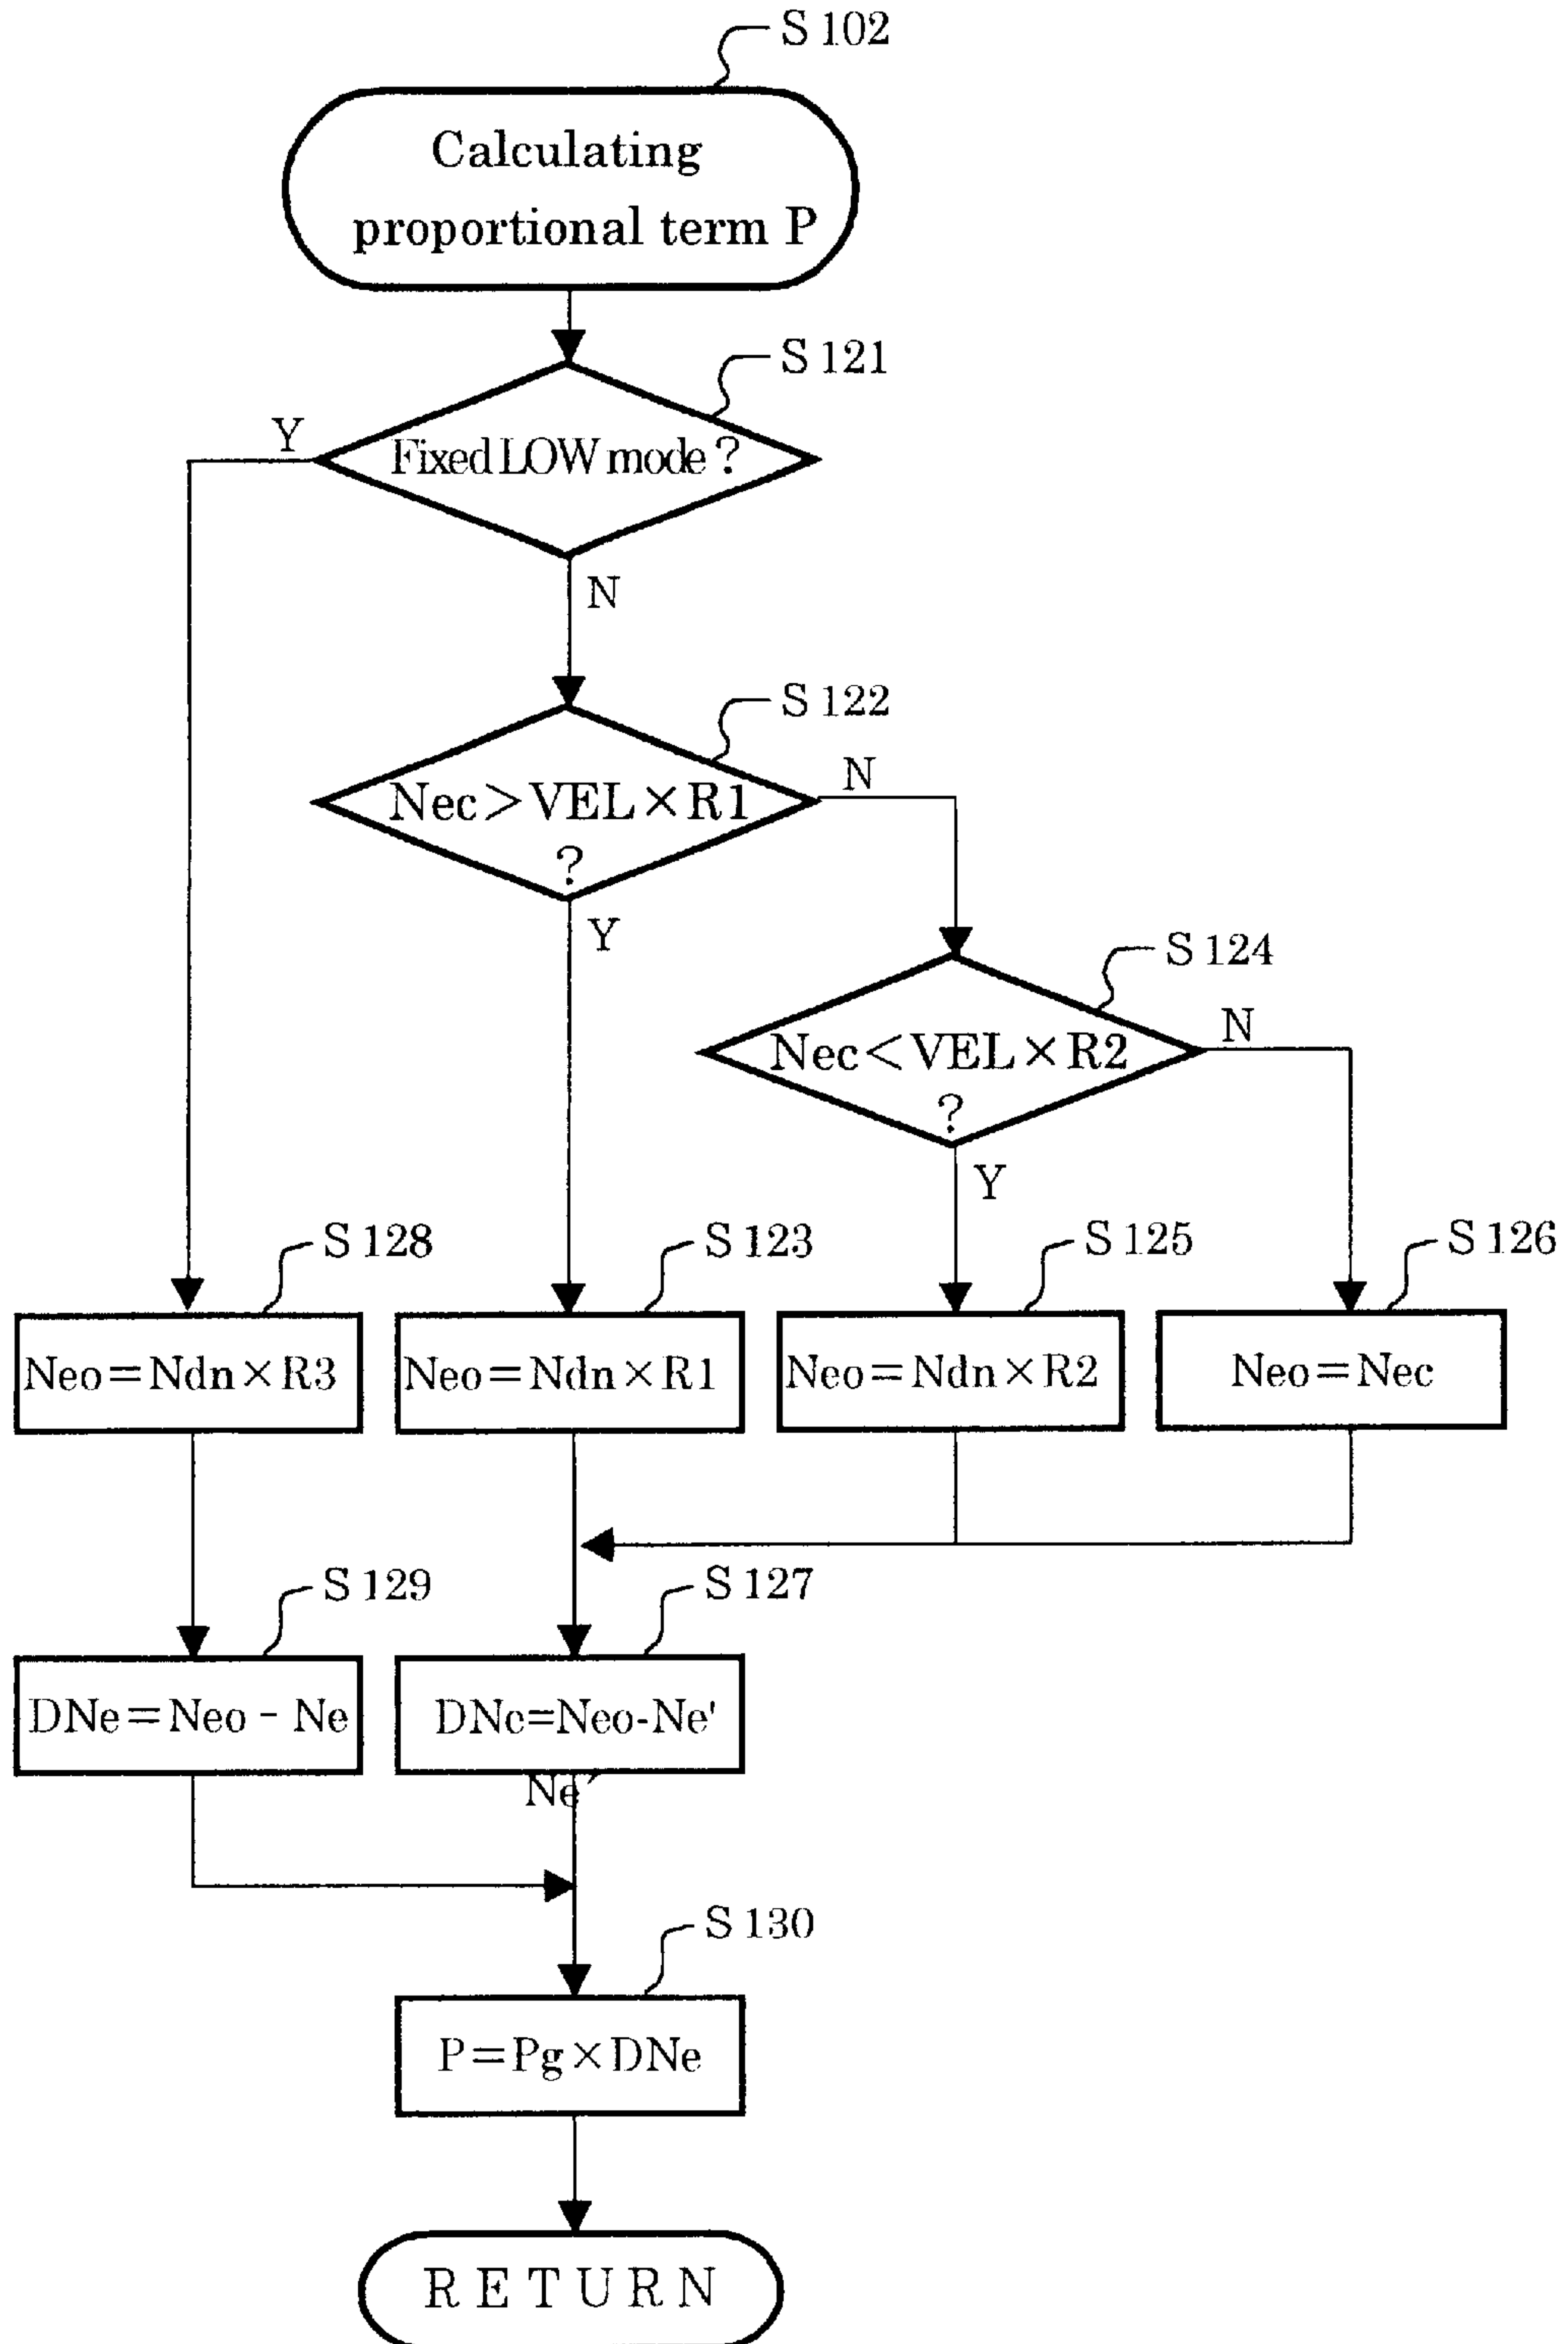 S 102
Calculating
proportional term P
S 121
Y
Fixed LOW mode ?
N
S 122
Nec > VEL × R1
?
N
Y
S 124
Nec < VEL × R2
?
N
Y
S 128
S 123
S 125
S 126
Neo = Ndn × R3
Neo = Ndn × R1
Neo = Ndn × R2
Neo = Nec
S 129
S 127
DNe = Neo - Ne
DNc=Neo-Ne'
Ne´
S 130
P = Pg × DNe
RETURN